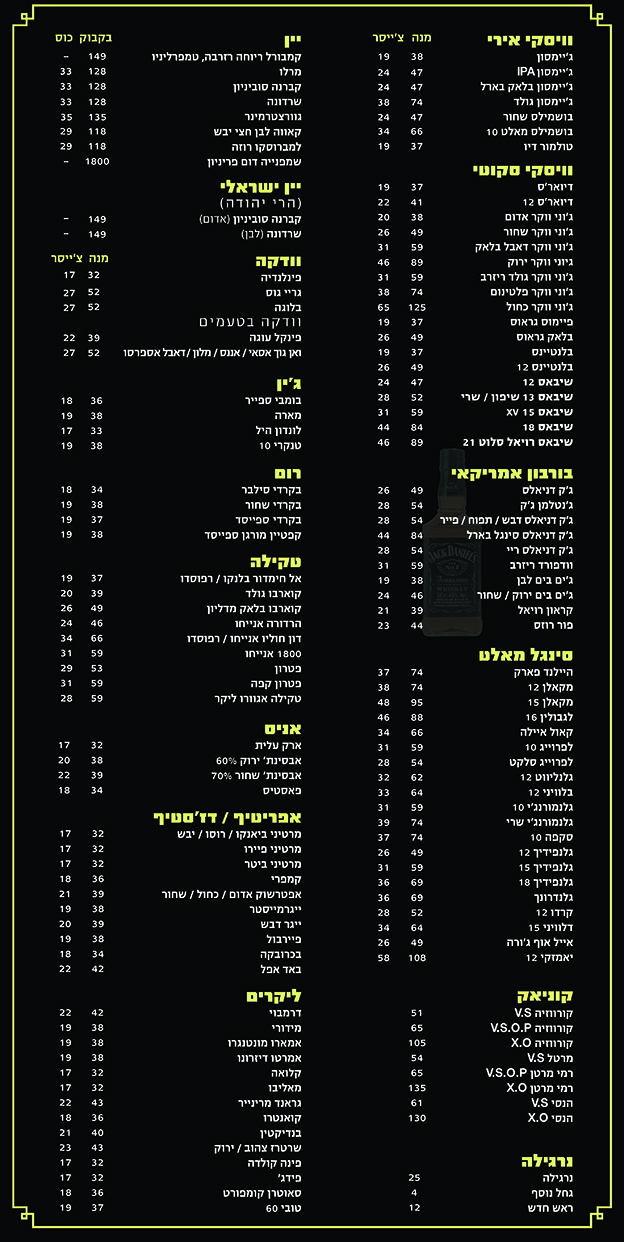 וויסקי אירי מנה צ'ייסר
ג'יימסון 38 19
ג'יימסון IPA 47 24
ג'יימסון בלאק בארל 47 24
ג'יימסון גולד 74 38
בושמילס שחור 47 24
בושמילס מאלט 10 66 34
טולמור דיו 37 19
וויסקי סקוטי
דיואר'ס 37 19
דיואר'ס 12 41 22
ג'וני ווקר אדום 38 20
ג'וני ווקר שחור 49 26
ג'וני ווקר דאבל בלאק 59 31
גיוני ווקר ירוק 89 46
ג'וני ווקר גולד ריזרב 59 31
ג'וני ווקר פלטינום 74 38
ג'וני ווקר כחול 125 65
פיימוס גראוס 37 19
בלאק גראוס 49 26
בלנטיינס 37 19
בלנטיינס 12 49 26
שיבאס 12 47 24
שיבאס 13 שיפון / שרי 52 28
שיבאס 15 XV 59 31
שיבאס 18 84 44
שיבאס רויאל סלוט 21 89 46
בורבון אמריקאי
ג'ק דניאלס 49 26
ג'נטלמן ג'ק 54 28
ג'ק דניאלס דבש / תפוח / פייר 54 28
ג'ק דניאלס סינגל בארל 84 44
ג'ק דניאלס ריי 54 28
וודפורד ריזרב 59 31
ג'ים בים לבן 38 19
ג'ים בים ירוק / שחור 46 24
קראון רויאל 39 21
פור רוזס 44 23
סינגל מאלט
היילנד פארק 74 37
מקאלן 12 74 38
מקאלן 15 95 48
לגבולין 16 88 46
קאול איילה 66 34
לפרוייג 10 59 31
לפרוייג סלקט 54 28
גלנליווט 12 62 32
בלוויני 12 64 33
גלנמורנג'י 10 59 31
גלנמורנג'י שרי 74 39
סקפה 10 74 37
גלנפידיך 12 49 26
גלנפידיך 15 59 31
גלנפידיך 18 69 36
גלנדרונך 69 36
קרדו 12 52 28
דלוויני 15 64 34
אייל אוף ג'ורה 49 26
יאמזקי 12 108 58
קוניאק
קורווזיה V.S 51
קורווזיה V.S.O.P 65
קורווזיה X.O 105
מרטל V.S 54
רמי מרטן V.S.O.P 65
רמי מרטן X.O 135
הנסי V.S 61
הנסי X.O 130
נרגילה
נרגילה 25
גחל נוסף 4
ראש חדש 12
יין בקבוק כוס
קמבורל ריוחה רזרבה, טמפרליניו 149 –
מרלו 128 33
קברנה סוביניון 128 33
שרדונה 128 33
גוורצטרמינר 135 35
קאווה לבן חצי יבש 118 29
למברוסקו רוזה 118 29
שמפנייה דום פריניון 1800 –
יין ישראלי
(הרי יהודה)
קברנה סוביניון (אדום) 149 –
שרדונה (לבן) 149 –
וודקה מנה צ'ייסר
פינלנדיה 32 17
גריי גוס 52 27
בלוגה 52 27
וודקה בטעמים
פינקל עוגה 39 22
ואן גוך אסאי / אננס / מלון / דאבל אספרסו 52 27
ג'ין
בומבי ספייר 36 18
מארה 38 19
לונדון היל 33 17
טנקרי 10 38 19
רום
בקרדי סילבר 34 18
בקרדי שחור 38 19
בקרדי ספייסד 37 19
קפטיין מורגן ספייסד 38 19
טקילה
אל חימדור בלנקו / רפוסדו 37 19
קוארבו גולד 39 20
קוארבו בלאק מדליון 49 26
הרדורה אנייחו 46 24
דון חוליו אנייחו / רפוסדו 66 34
1800 אנייחו 59 31
פטרון 53 29
פטרון קפה 59 31
טקילה אגוורו ליקר 59 28
אניס
ארק עלית 32 17
אבסינת' ירוק 60% 38 20
אבסינת' שחור 70% 39 22
פאסטיס 34 18
אפריטיף / דז'סטיף
מרטיני ביאנקו / רוסו / יבש 32 17
מרטיני פיירו 32 17
מרטיני ביטר 32 17
קמפרי 36 18
אפטרשוק אדום / כחול / שחור 39 21
ייגרמייסטר 38 19
ייגר דבש 39 20
פיירבול 38 19
בכרובקה 34 18
באד אפל 42 22
ליקרים
דרמבוי 42 22
מידורי 38 19
אמארו מונטנגרו 38 19
אמרטו דיזרונו 38 19
קלואה 32 17
מאליבו 32 17
גראנד מרינייר 43 22
קואנטרו 36 18
בנדיקטין 40 21
שרטרז צהוב / ירוק 43 23
פינה קולדה 32 17
פידג' 32 17
סאוטרן קומפורט 36 18
טובי 60 37 19